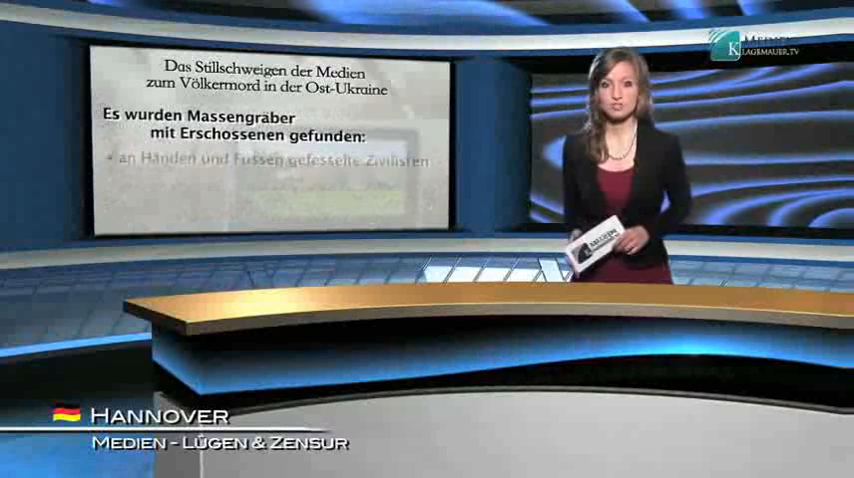 Das Stillschweigen der Medien
zum Völkermord in der Ost-Ukraine
Es wurden Massengräber
mit Erschossenen gefunden:
• an Händen und Füssen gefesselte Zivilisten
K
LAGEMAUER.TV
HANNOVER
MEDIEN - LÜGEN & ZENSUR